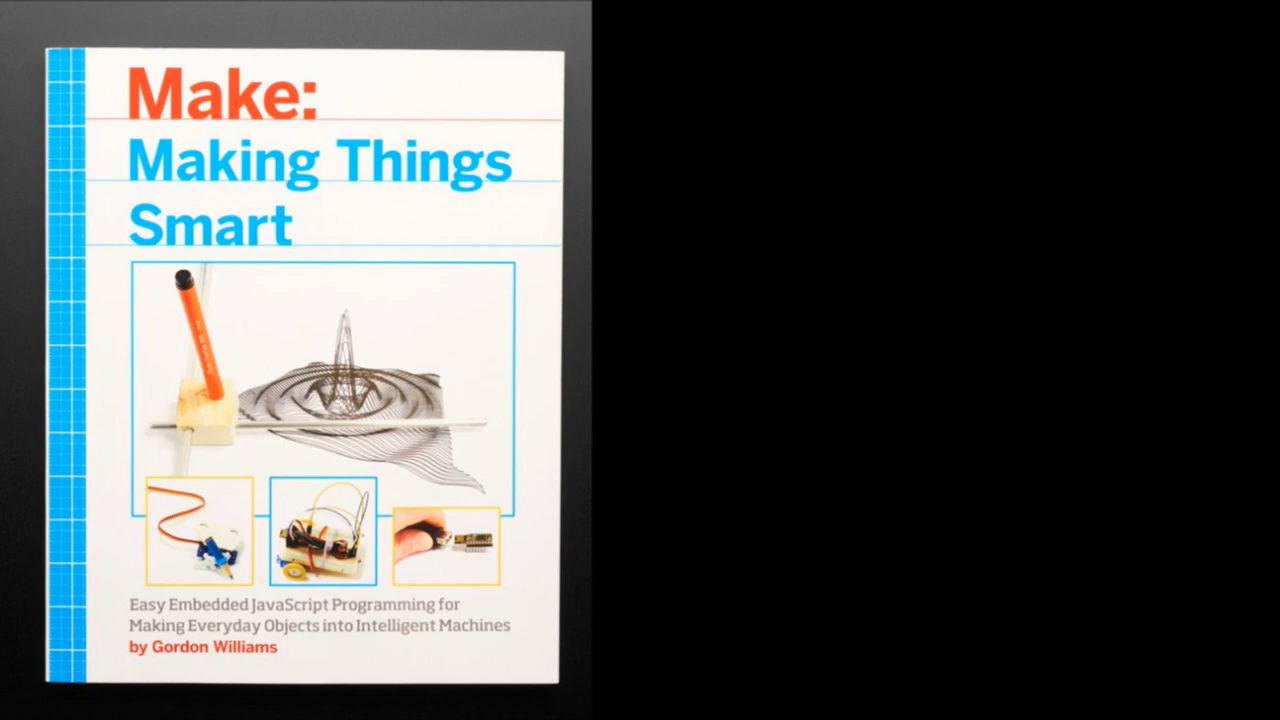 Make:
Making Things
Smart
Easy Embedded JavaScript Programming for
Making Everyday Objects into Intelligent Machines
by Gordon Williams